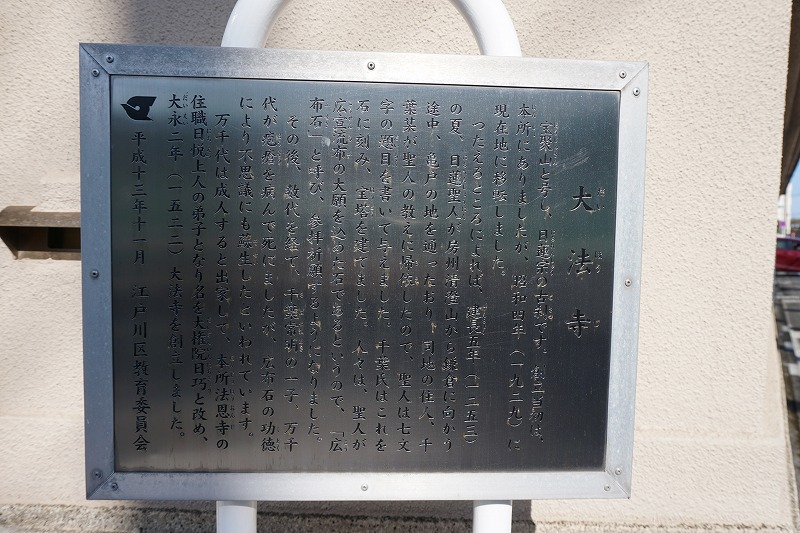 大法寺
宝聚山と号し、日蓮宗の古刹です。創立当初は、
本所にありましたが、昭和四年（一九二九）に
現在地に移転しました。
つたえるところによれば、建長五年（一二五三）
の夏、日蓮聖人が房州清澄山から鎌倉に向かう
途中、亀戸の地を通ったおり、同地の住人、千
葉某が聖人の教えに帰依したので、聖人は七文
字の題目を書いて与えました。千葉氏はこれを
石に刻み、宝塔を建てました。人々は、聖人が
広宣流布の大願を込めた石であるというので、「広
布石」と呼び、参拝祈願するようになりました。
その後、数代を経て、千葉常満の一子、万千
代が疱瘡を病んで死にましたが、広布石の功徳
により不思議にも蘇生したといわれています。
万千代は成人すると出家して、本所法恩寺の
住職日悦上人の弟子となり名を大権院日巧と改め、
大永二年（一五二二）大法寺を創立しました。
平成十三年十一月　江戸川区教育委員会